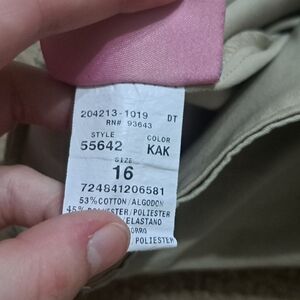 204213-1019 DT
RN# 93643
STYLE COLOR
55642 KAK
SIZE
16
724841206581
53%COTTON/ALGODON
45% POLYESTER/POLIESTER
/ELASTANO
POLIESTER